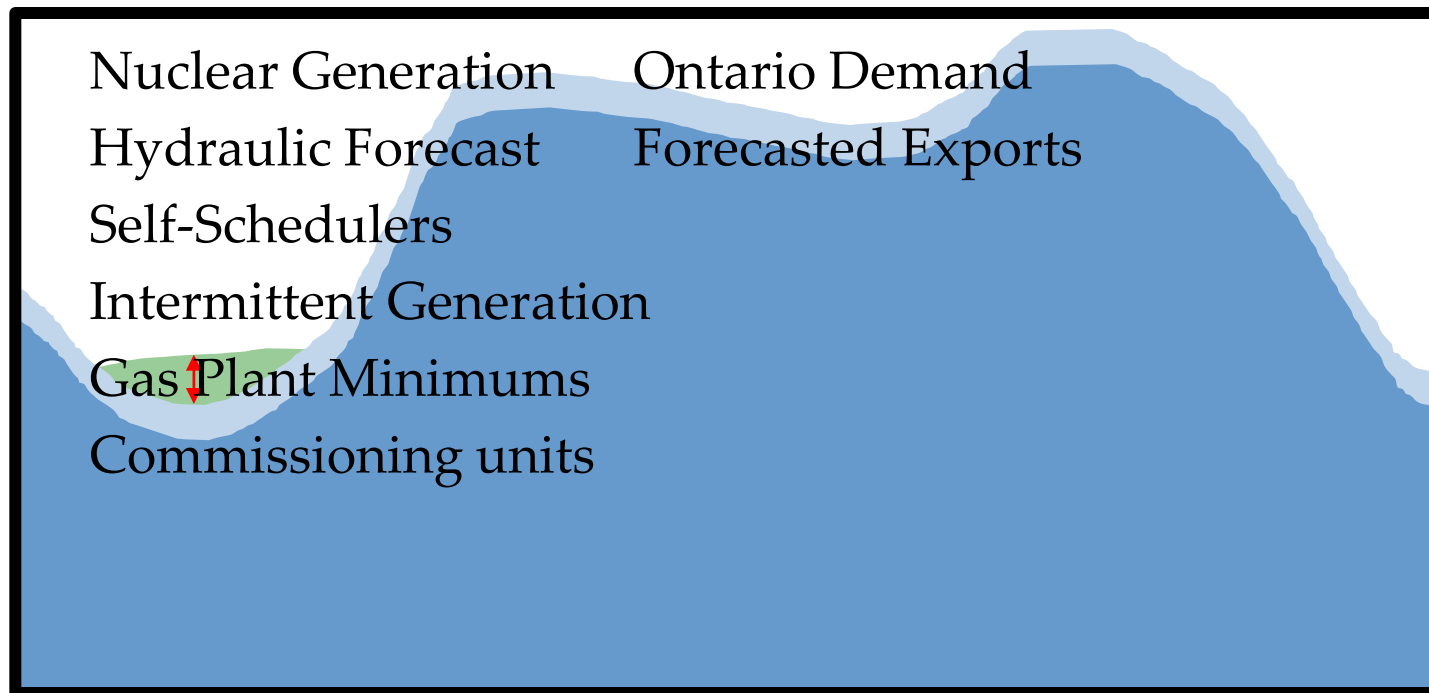 Nuclear Generation
Hydraulic Forecast
Self-Schedulers
Intermittent Generation
Gas Plant Minimums
Commissioning units
Ontario Demand
Forecasted Exports